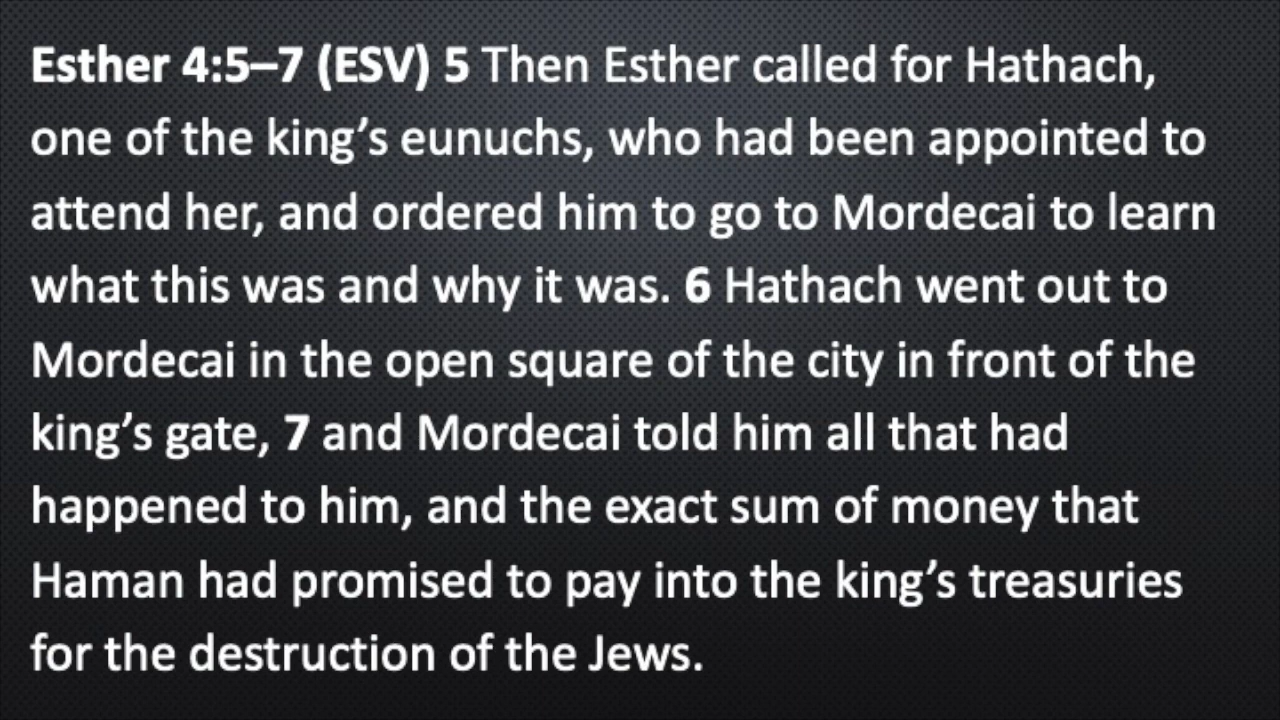 Esther 4:5–7 (ESV) 5 Then Esther called for Hathach,
one of the king’s eunuchs, who had been appointed to
attend her, and ordered him to go to Mordecai to learn
what this was and why it was. 6 Hathach went out to
Mordecai in the open square of the city in front of the
king’s gate, 7 and Mordecai told him all that had
happened to him, and the exact sum of money that
Haman had promised to pay into the king’s treasuries
for the destruction of the Jews.